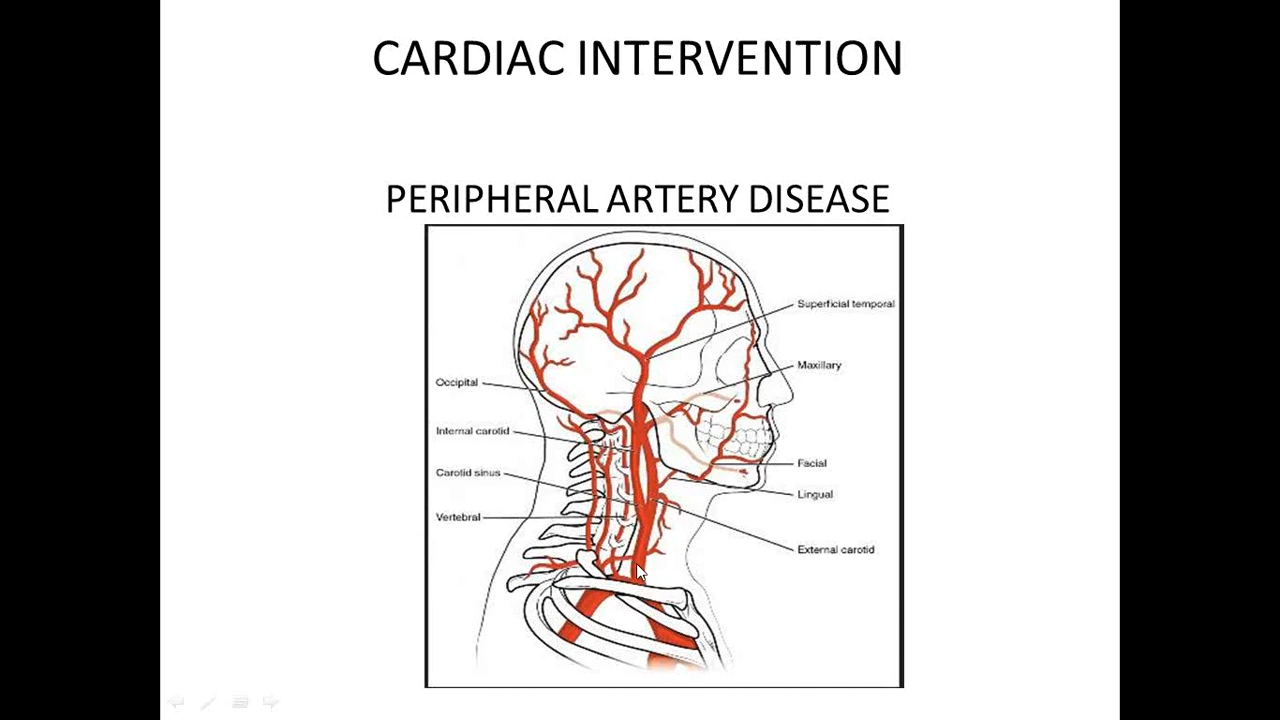 CARDIAC INTERVENTION
PERIPHERAL ARTERY DISEASE
Superficial temporal
Maxillary
Occipital
Internal carotid
Carotid sinus
Vertebral
Facial
Lingual
External carotid